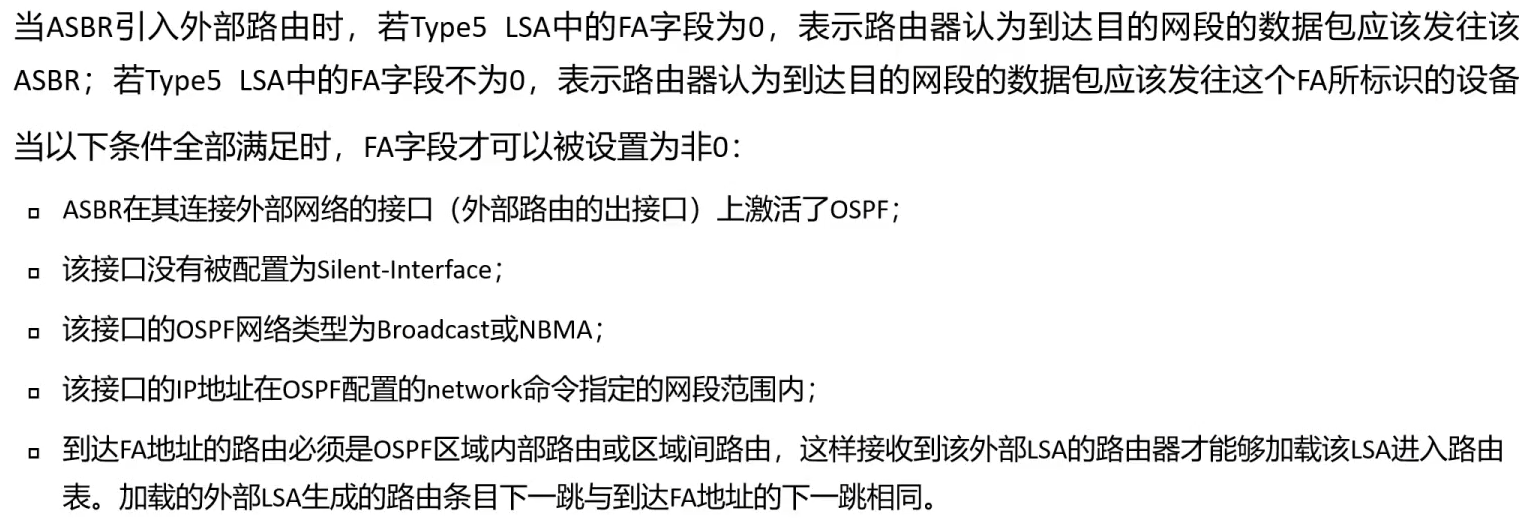 当ASBR引入外部路由时，若Type5 LSA中的FA字段为0，表示路由器认为到达目的网段的数据包应该发往该
ASBR；若Type5 LSA中的FA字段不为0，表示路由器认为到达目的网段的数据包应该发往这个FA所标识的设备
当以下条件全部满足时，FA字段才可以被设置为非0：
▫ ASBR在其连接外部网络的接口（外部路由的出接口）上激活了OSPF；
▫ 该接口没有被配置为Silent-Interface；
▫ 该接口的OSPF网络类型为Broadcast或NBMA；
▫ 该接口的IP地址在OSPF配置的network命令指定的网段范围内；
▫ 到达FA地址的路由必须是OSPF区域内部路由或区域间路由，这样接收到该外部LSA的路由器才能够加载该LSA进入路由
表。加载的外部LSA生成的路由条目下一跳与到达FA地址的下一跳相同。